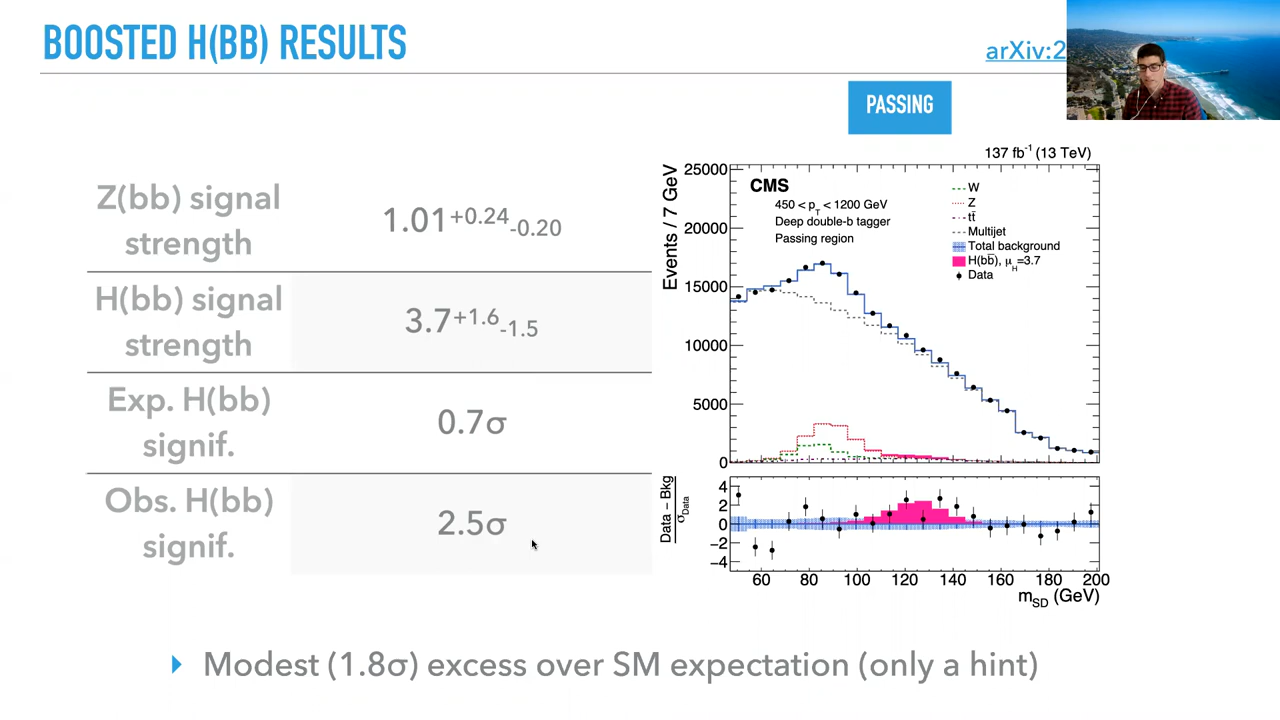 BOOSTED H(BB) RESULTS
arXiv:2
PASSING
Z(bb) signal
strength
1.01+0.24-0.20
H(bb) signal
strength
3.7+1.6-1.5
Exp. H(bb)
signif.
0.7σ
Obs. H(bb)
signif.
2.5σ
137 fb-1 (13 TeV)
Events / 7 GeV
25000
20000
15000
10000
5000
0
CMS
450 < pT < 1200 GeV
Deep double-b tagger
Passing region
W
Z
tt̄
Multijet
Total background
H(bb̄), μH=3.7
Data
Data − Bkg
σData
4
2
0
−2
−4
60 80 100 120 140 160 180 200
mSD (GeV)
Modest (1.8σ) excess over SM expectation (only a hint)